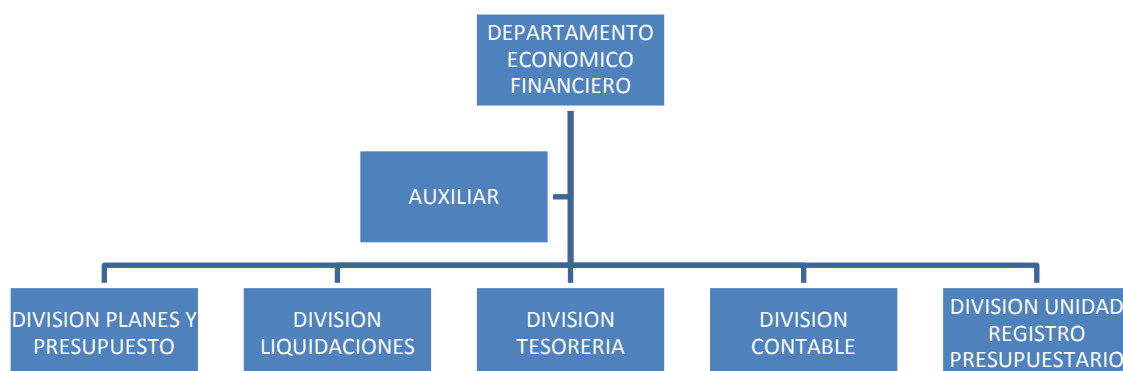 DEPARTAMENTO
ECONOMICO
FINANCIERO
AUXILIAR
DIVISION PLANES Y
PRESUPUESTO
DIVISION
LIQUIDACIONES
DIVISION
TESORERIA
DIVISION
CONTABLE
DIVISION UNIDAD
REGISTRO
PRESUPUESTARIO